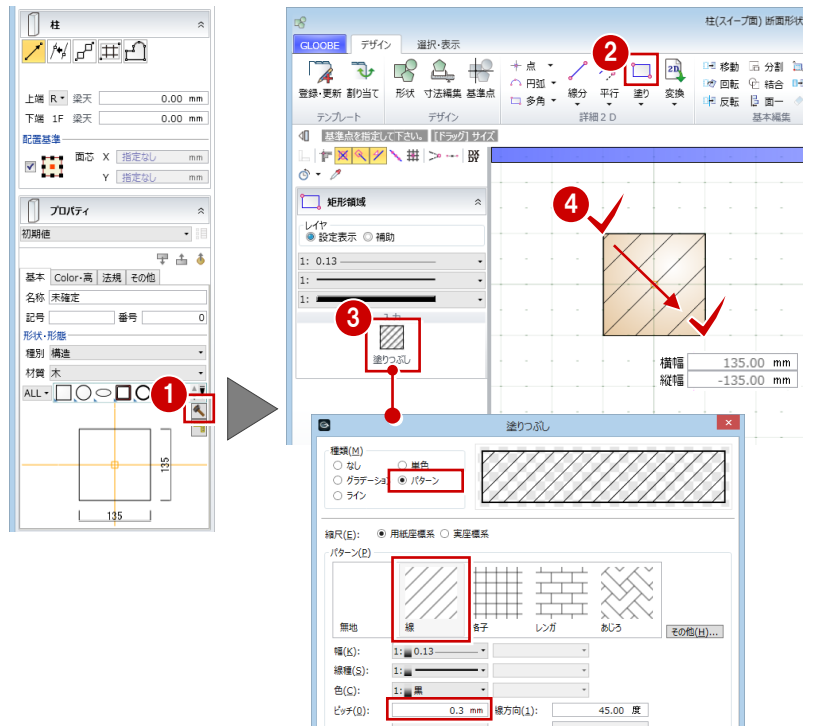 柱
上端 R 梁天 0.00 mm
下端 1F 梁天 0.00 mm
配置基準
面芯 X 指定なし mm
Y 指定なし mm
プロパティ
初期値
基本 Color・高 法規 その他
名称 未確定
記号 番号 0
形状・形態
種別 構造
材質 木
ALL
1
135
135
柱(スイープ面) 断面形状
GLOOBE デザイン 選択・表示
2
登録・更新 割り当て 形状 寸法編集 基準点
点 円弧 多角 線分 平行 塗り 変換
移動 分割
回転 結合
反転 面一
テンプレート デザイン 詳細2D 基本編集
基準点を指定して下さい。 [[ドラッグ] サイズ
矩形領域
レイヤ
設定表示 補助
1: 0.13
1:
1:
入力
3
塗りつぶし
4
横幅 135.00 mm
縦幅 -135.00 mm
塗りつぶし
種類(M)
なし 単色
グラデーション パターン
ライン
縮尺(E): 用紙座標系 実座標系
パターン(P)
無地 線 格子 レンガ あじろ
その他(H)...
幅(K): 1: 0.13
線種(S): 1:
色(C): 1: 黒
ピッチ(Q): 0.3 mm 線方向(1): 45.00 度